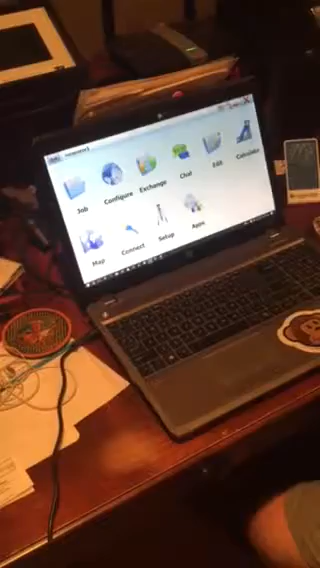 Job
Configure
Exchange
Chat
Edit
Calculator
Map
Connect
Setup
Apps